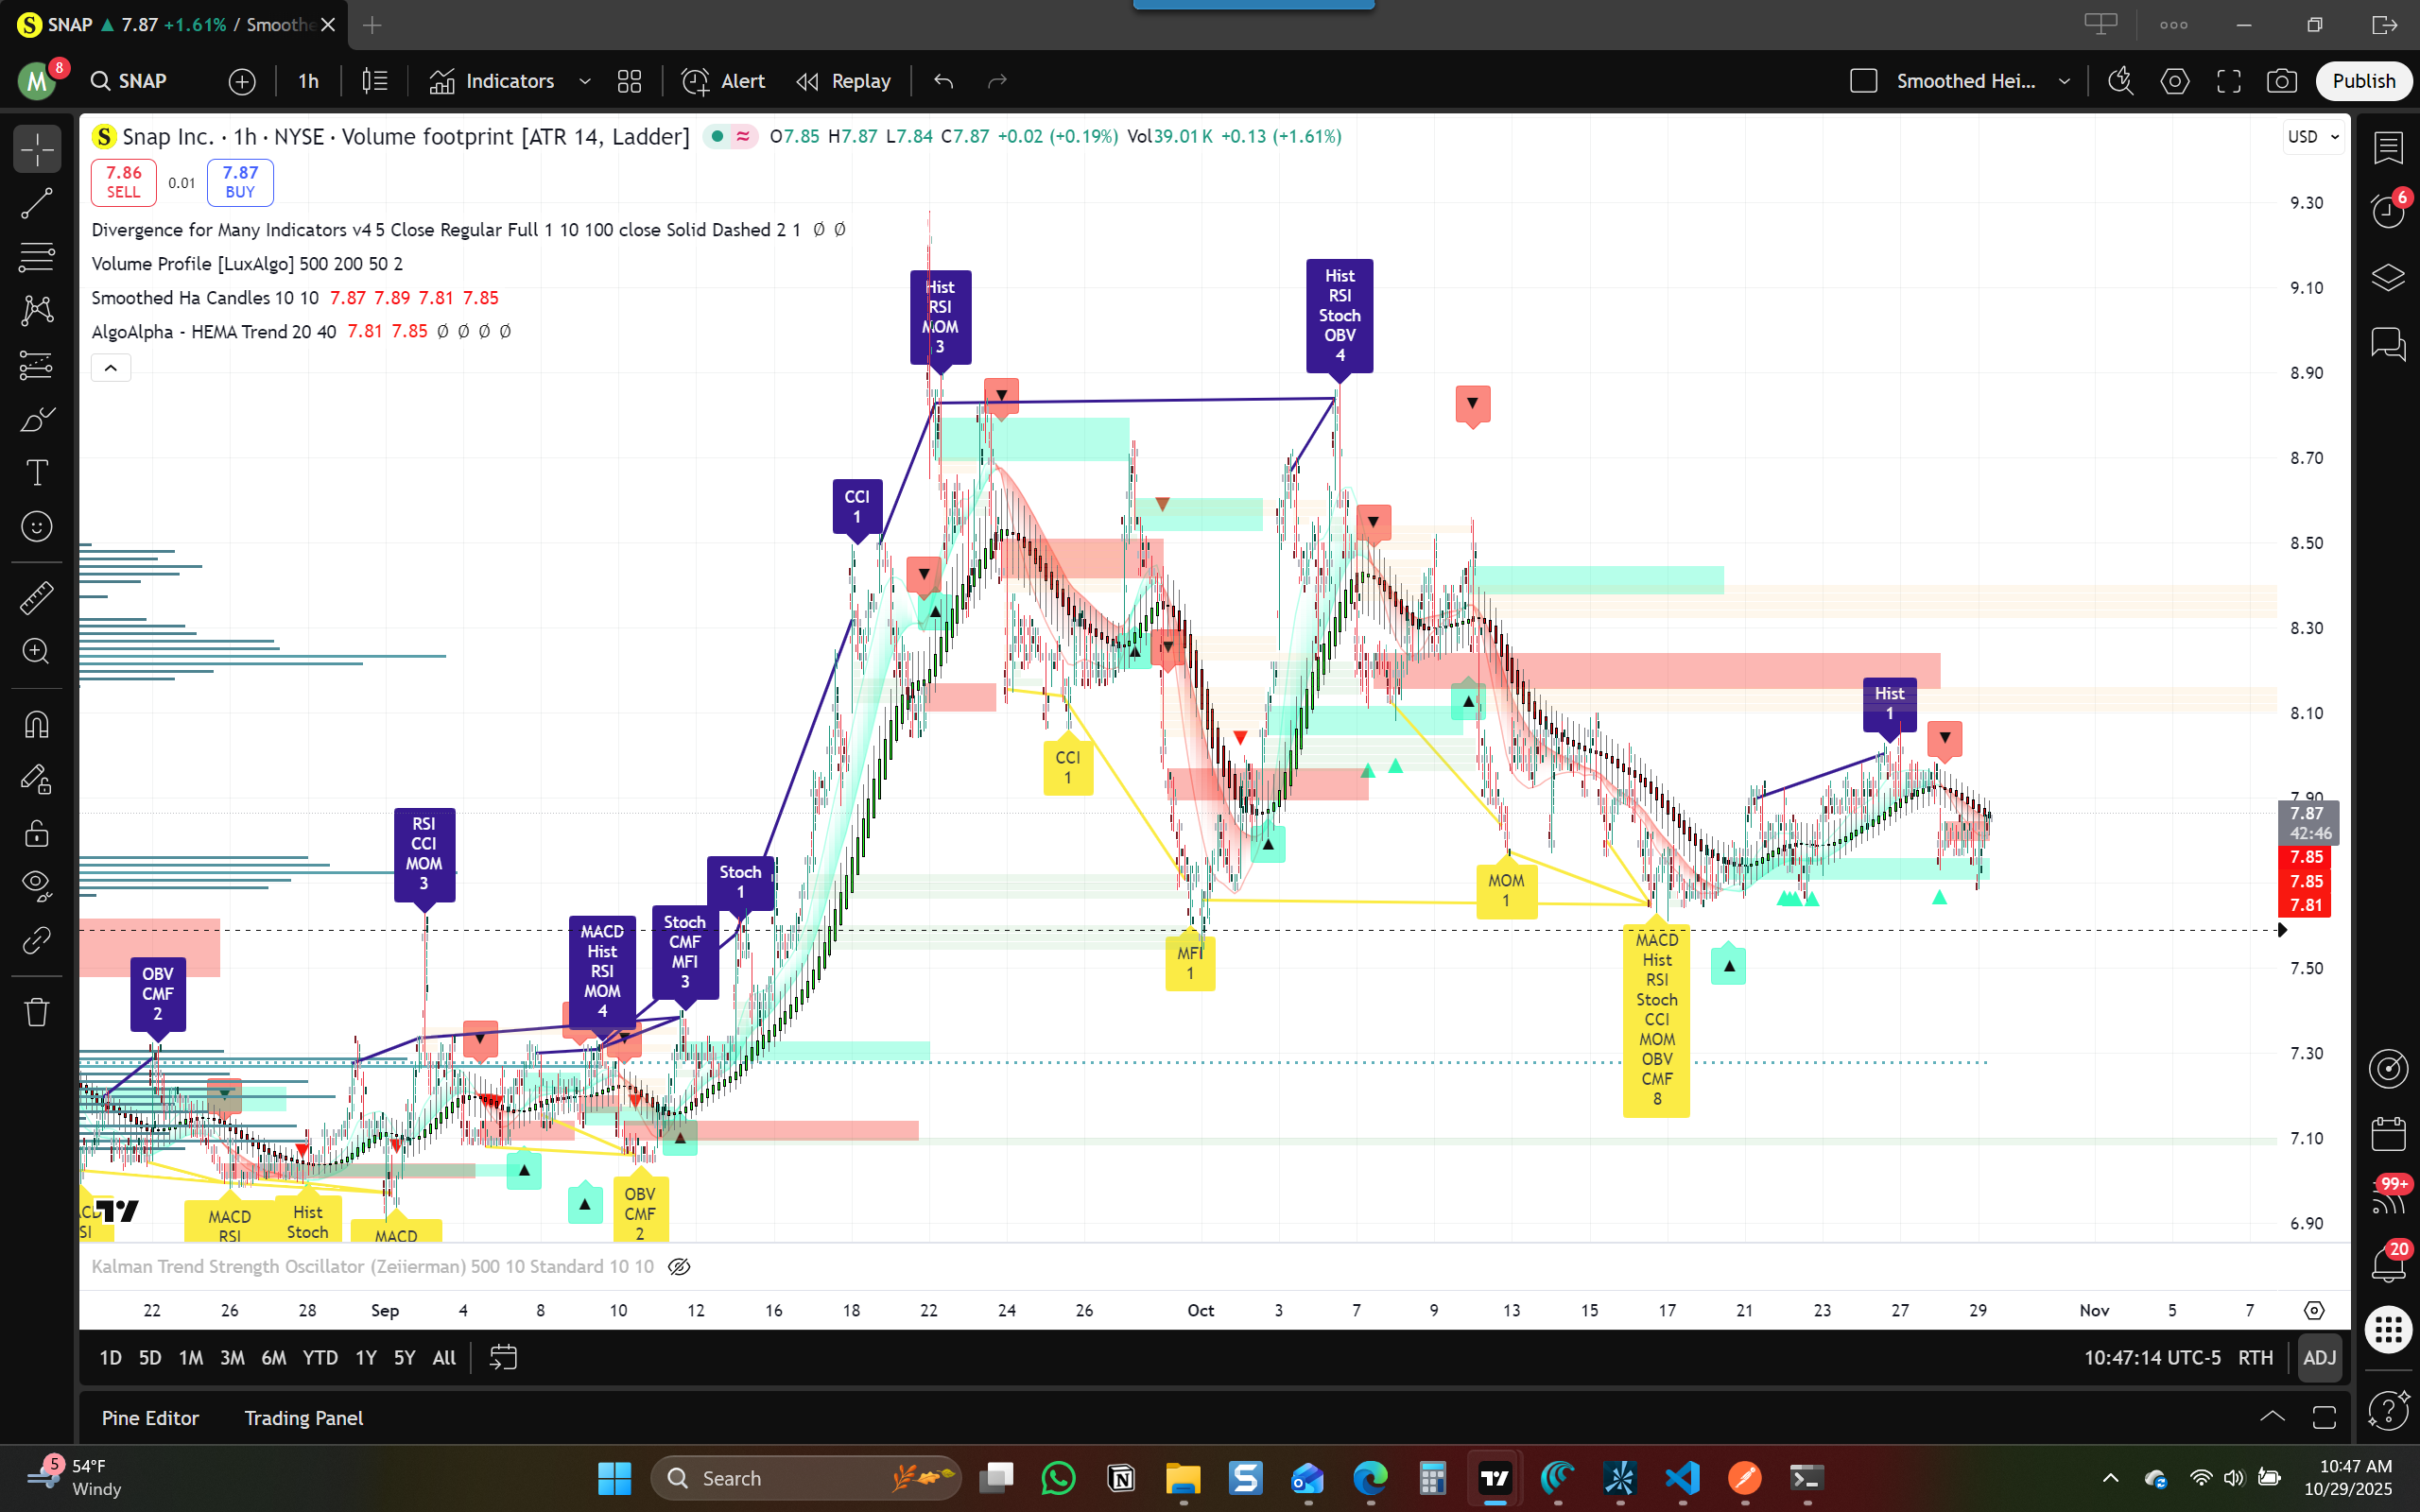 SNAP ▲ 7.87 +1.61% / Smoothe
M
8
SNAP
1h
Indicators
Alert
Replay
Smoothed Hei...
Publish
Snap Inc. · 1h · NYSE · Volume footprint [ATR 14, Ladder]
O7.85 H7.87 L7.84 C7.87 +0.02 (+0.19%) Vol39.01 K +0.13 (+1.61%)
USD
7.86
SELL
0.01
7.87
BUY
Divergence for Many Indicators v4 5 Close Regular Full 1 10 100 close Solid Dashed 2 1 ∅ ∅
Volume Profile [LuxAlgo] 500 200 50 2
Smoothed Ha Candles 10 10 7.87 7.89 7.81 7.85
AlgoAlpha - HEMA Trend 20 40 7.81 7.85 ∅ ∅ ∅ ∅
9.30
9.10
8.90
8.70
8.50
8.30
8.10
7.90
7.87
42:46
7.85
7.85
7.81
7.50
7.30
7.10
6.90
6
99+
20
Hist
RSI
MOM
3
Hist
RSI
Stoch
OBV
4
CCI
1
CCI
1
Hist
1
RSI
CCI
MOM
3
Stoch
1
Stoch
CMF
MFI
3
MACD
Hist
RSI
MOM
4
OBV
CMF
2
MFI
1
MOM
1
MACD
Hist
RSI
Stoch
CCI
MOM
OBV
CMF
8
MACD
RSI
Hist
Stoch
MACD
OBV
CMF
2
Kalman Trend Strength Oscillator (Zeiierman) 500 10 Standard 10 10
22 26 28 Sep 4 8 10 12 16 18 22 24 26 Oct 3 7 9 13 15 17 21 23 27 29 Nov 5 7
1D 5D 1M 3M 6M YTD 1Y 5Y All
10:47:14 UTC-5 RTH ADJ
Pine Editor
Trading Panel
5
54°F
Windy
Search
10:47 AM
10/29/2025